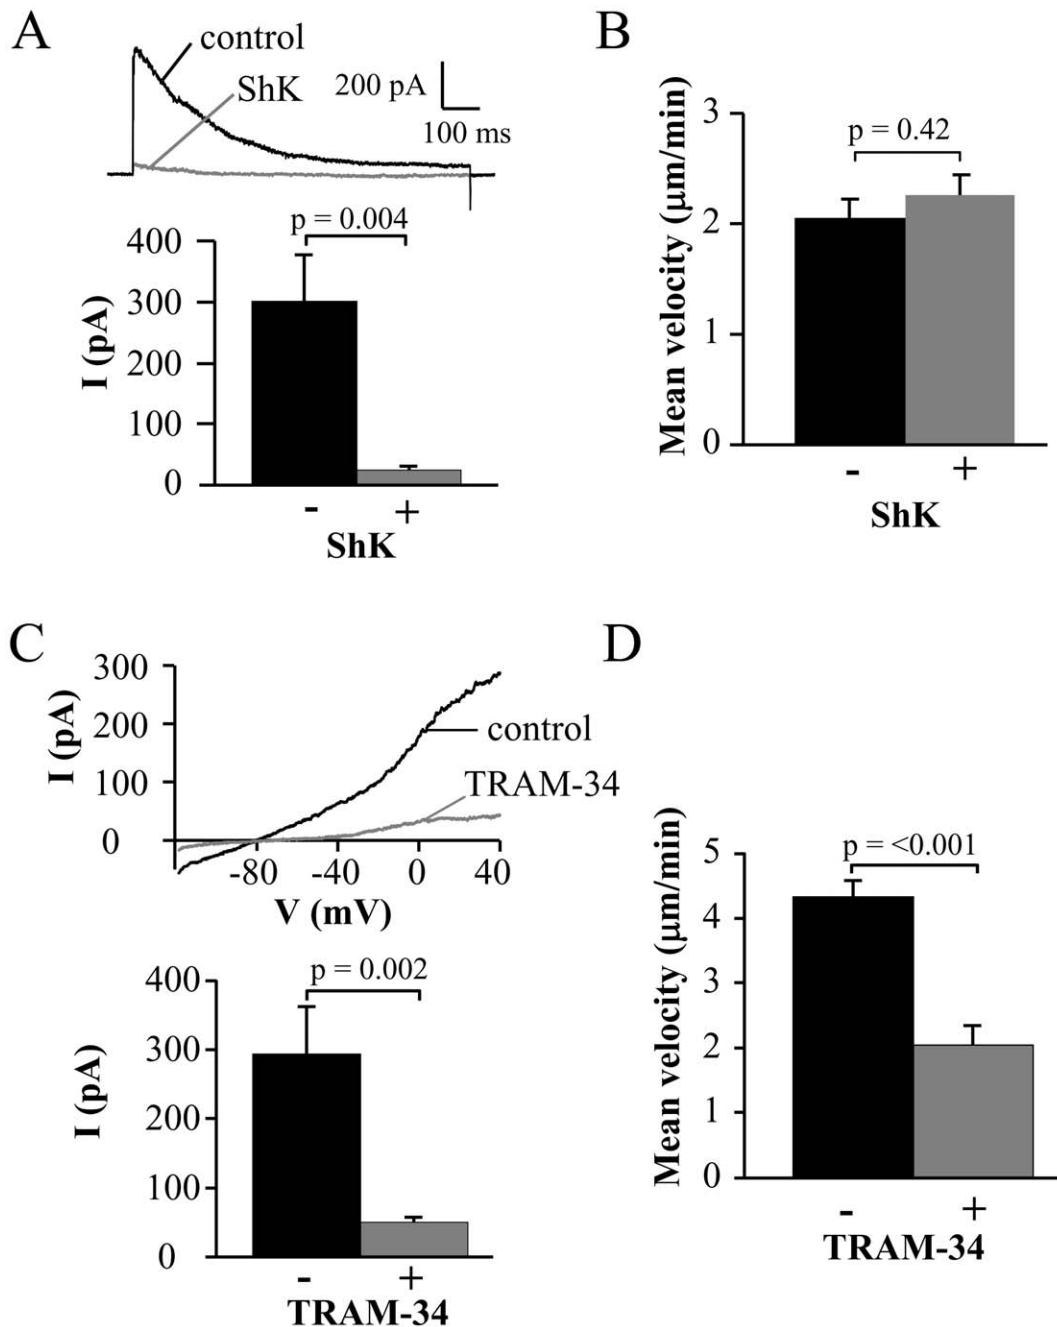 A
control
ShK
200 pA
100 ms
p = 0.004
400
300
200
100
0
I (pA)
- +
ShK
B
p = 0.42
3
2
1
0
Mean velocity (μm/min)
- +
ShK
C
300
200
100
0
I (pA)
control
TRAM-34
-80 -40 0 40
V (mV)
p = 0.002
400
300
200
100
0
I (pA)
- +
TRAM-34
D
p = <0.001
5
4
3
2
1
0
Mean velocity (μm/min)
- +
TRAM-34